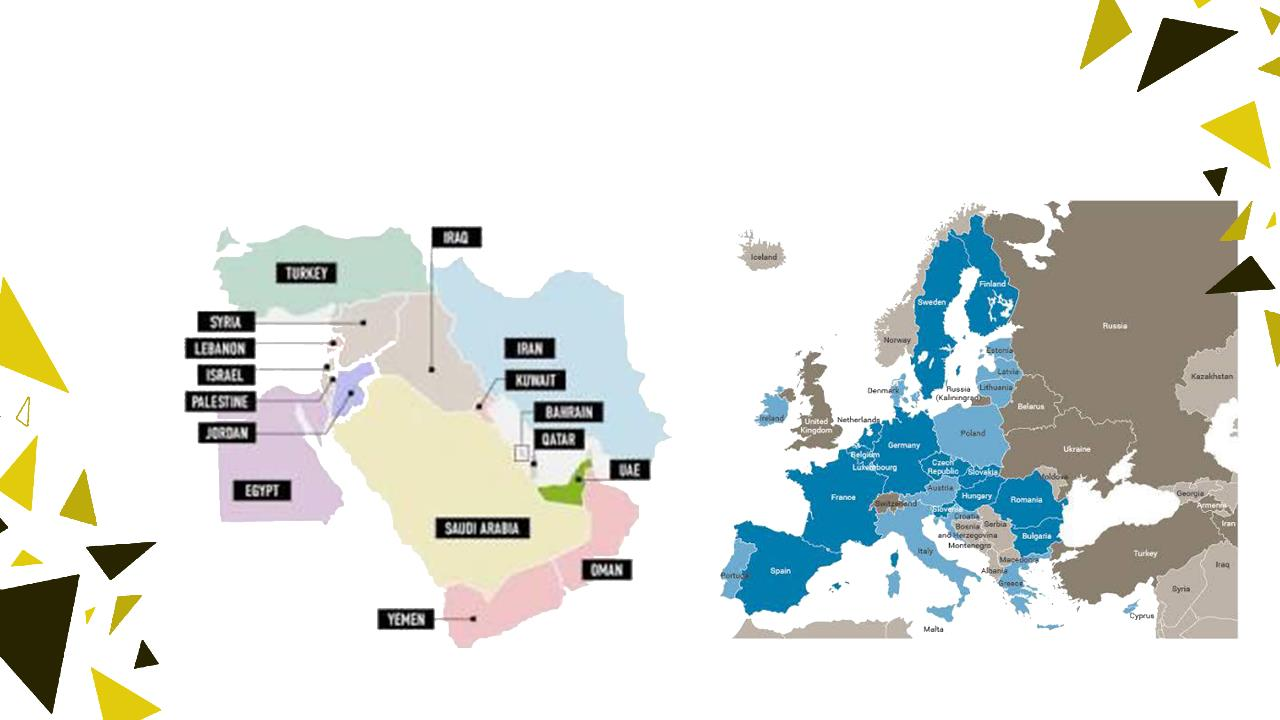 IRAQ
TURKEY
SYRIA
LEBANON
IRAN
ISRAEL
KUWAIT
PALESTINE
BAHRAIN
JORDAN
QATAR
UAE
EGYPT
SAUDI ARABIA
OMAN
YEMEN
Iceland
Finland
Sweden
Russia
Norway
Estonia
Latvia
Kazakhstan
Denmark
Lithuania
Russia
(Kaliningrad)
Belarus
Ireland
United
Kingdom
Netherlands
Poland
Germany
Ukraine
Belgium
Luxembourg
Czech
Republic
Slovakia
Moldova
Austria
France
Switzerland
Hungary
Romania
Georgia
Slovenia
Armenia
Croatia
Serbia
Iran
Bosnia
and Herzegovina
Bulgaria
Montenegro
Italy
Macedonia
Turkey
Iraq
Spain
Portugal
Albania
Greece
Syria
Cyprus
Malta